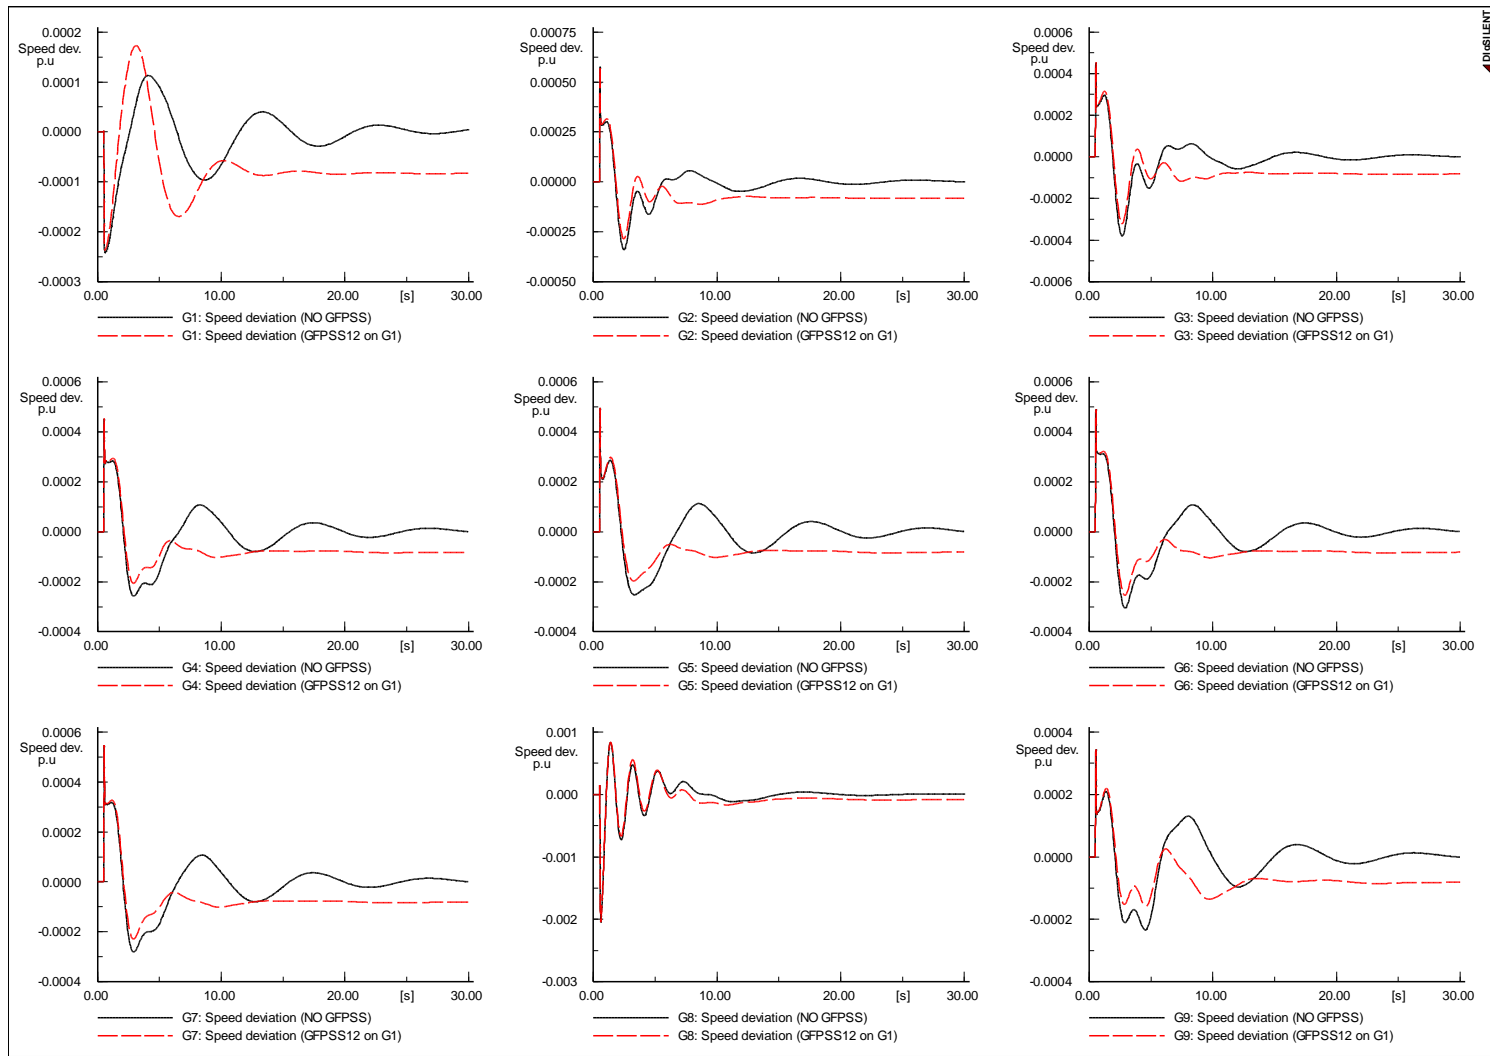 DIgSILENT
0.0002
Speed dev.
p.u
0.0001
0.0000
-0.0001
-0.0002
-0.0003
0.00
10.00
20.00
[s]
30.00
G1: Speed deviation (NO GFPSS)
G1: Speed deviation (GFPSS12 on G1)
0.00075
Speed dev.
p.u
0.00050
0.00025
0.00000
-0.00025
-0.00050
0.00
10.00
20.00
[s]
30.00
G2: Speed deviation (NO GFPSS)
G2: Speed deviation (GFPSS12 on G1)
0.0006
Speed dev.
p.u
0.0004
0.0002
0.0000
-0.0002
-0.0004
-0.0006
0.00
10.00
20.00
[s]
30.00
G3: Speed deviation (NO GFPSS)
G3: Speed deviation (GFPSS12 on G1)
0.0006
Speed dev.
p.u
0.0004
0.0002
0.0000
-0.0002
-0.0004
0.00
10.00
20.00
[s]
30.00
G4: Speed deviation (NO GFPSS)
G4: Speed deviation (GFPSS12 on G1)
0.0006
Speed dev.
p.u
0.0004
0.0002
0.0000
-0.0002
-0.0004
0.00
10.00
20.00
[s]
30.00
G5: Speed deviation (NO GFPSS)
G5: Speed deviation (GFPSS12 on G1)
0.0006
Speed dev.
p.u
0.0004
0.0002
0.0000
-0.0002
-0.0004
0.00
10.00
20.00
[s]
30.00
G6: Speed deviation (NO GFPSS)
G6: Speed deviation (GFPSS12 on G1)
0.0006
Speed dev.
p.u
0.0004
0.0002
0.0000
-0.0002
-0.0004
0.00
10.00
20.00
[s]
30.00
G7: Speed deviation (NO GFPSS)
G7: Speed deviation (GFPSS12 on G1)
0.001
Speed dev.
p.u
0.000
-0.001
-0.002
-0.003
0.00
10.00
20.00
[s]
30.00
G8: Speed deviation (NO GFPSS)
G8: Speed deviation (GFPSS12 on G1)
0.0004
Speed dev.
p.u
0.0002
0.0000
-0.0002
-0.0004
0.00
10.00
20.00
[s]
30.00
G9: Speed deviation (NO GFPSS)
G9: Speed deviation (GFPSS12 on G1)